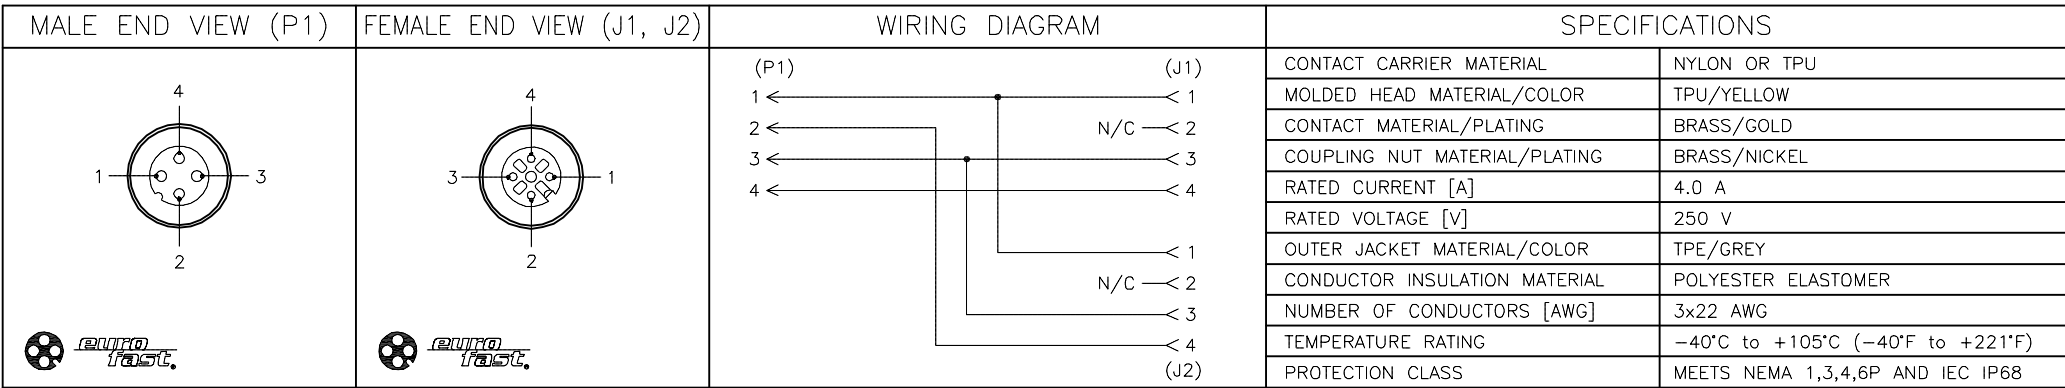 MALE END VIEW (P1)
FEMALE END VIEW (J1, J2)
WIRING DIAGRAM
SPECIFICATIONS
4
1
3
2
euro
fast.
4
3
1
2
euro
fast.
(P1)
(J1)
1
1
2
N/C
2
3
3
4
4
1
N/C
2
3
4
(J2)
CONTACT CARRIER MATERIAL NYLON OR TPU
MOLDED HEAD MATERIAL/COLOR TPU/YELLOW
CONTACT MATERIAL/PLATING BRASS/GOLD
COUPLING NUT MATERIAL/PLATING BRASS/NICKEL
RATED CURRENT [A] 4.0 A
RATED VOLTAGE [V] 250 V
OUTER JACKET MATERIAL/COLOR TPE/GREY
CONDUCTOR INSULATION MATERIAL POLYESTER ELASTOMER
NUMBER OF CONDUCTORS [AWG] 3x22 AWG
TEMPERATURE RATING −40°C to +105°C (−40°F to +221°F)
PROTECTION CLASS MEETS NEMA 1,3,4,6P AND IEC IP68